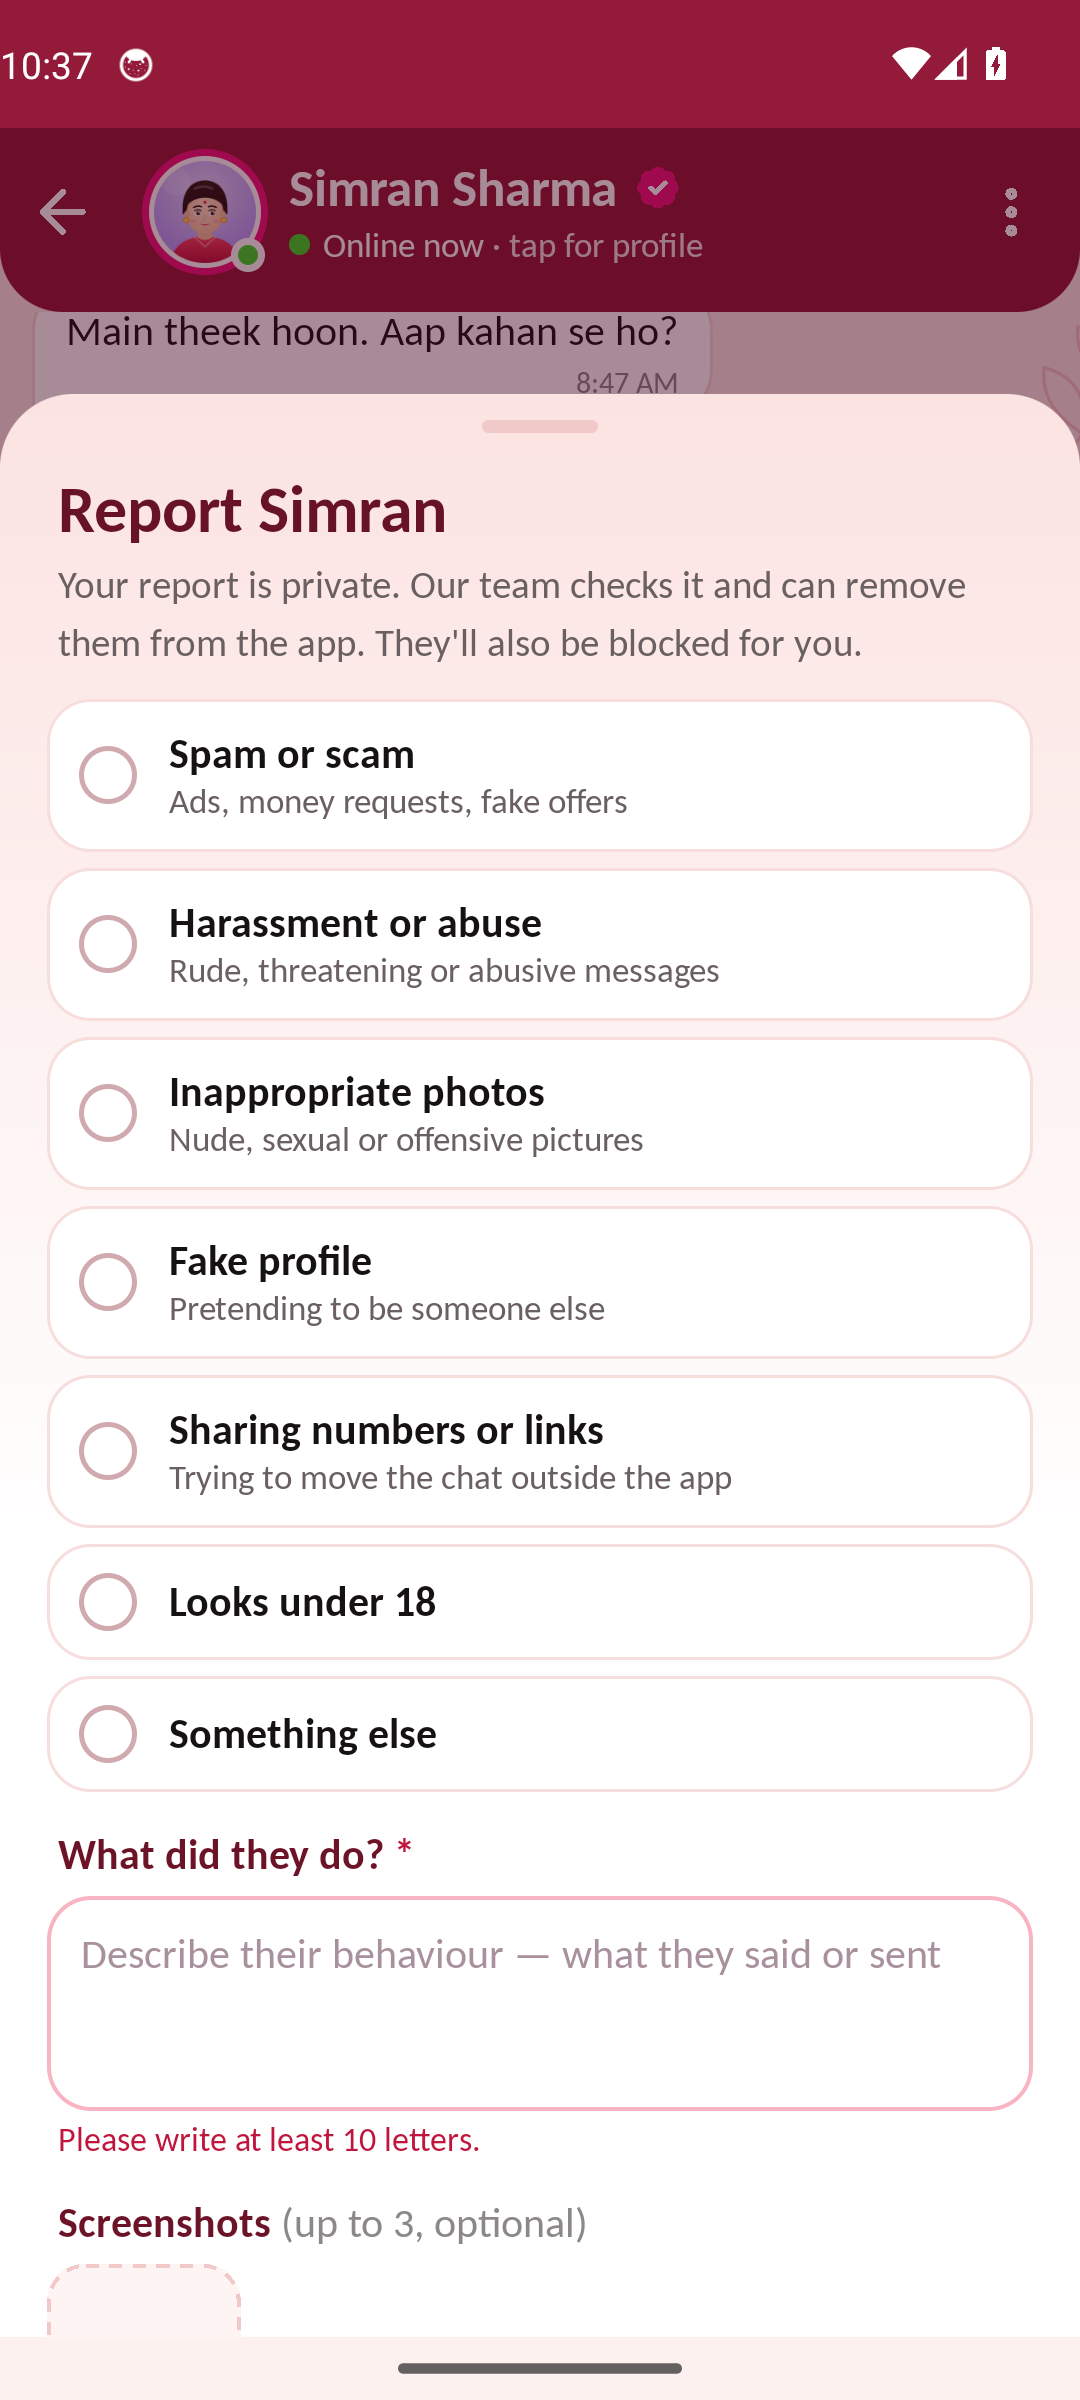 10:37
Simran Sharma
Online now · tap for profile
Main theek hoon. Aap kahan se ho?
8:47 AM
Report Simran
Your report is private. Our team checks it and can remove
them from the app. They'll also be blocked for you.
Spam or scam
Ads, money requests, fake offers
Harassment or abuse
Rude, threatening or abusive messages
Inappropriate photos
Nude, sexual or offensive pictures
Fake profile
Pretending to be someone else
Sharing numbers or links
Trying to move the chat outside the app
Looks under 18
Something else
What did they do? *
Describe their behaviour — what they said or sent
Please write at least 10 letters.
Screenshots (up to 3, optional)